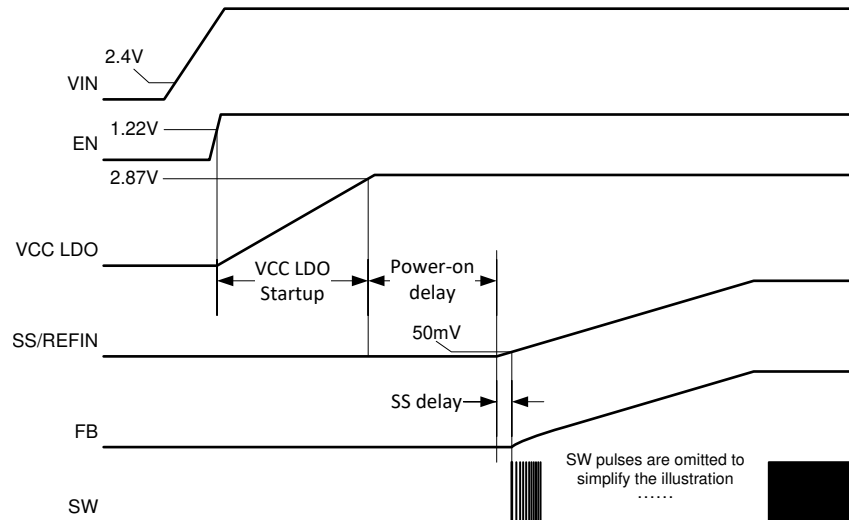 2.4V
VIN
1.22V
EN
2.87V
VCC LDO
VCC LDO
Startup
Power-on
delay
50mV
SS/REFIN
SS delay
FB
SW pulses are omitted to
simplify the illustration
......
SW